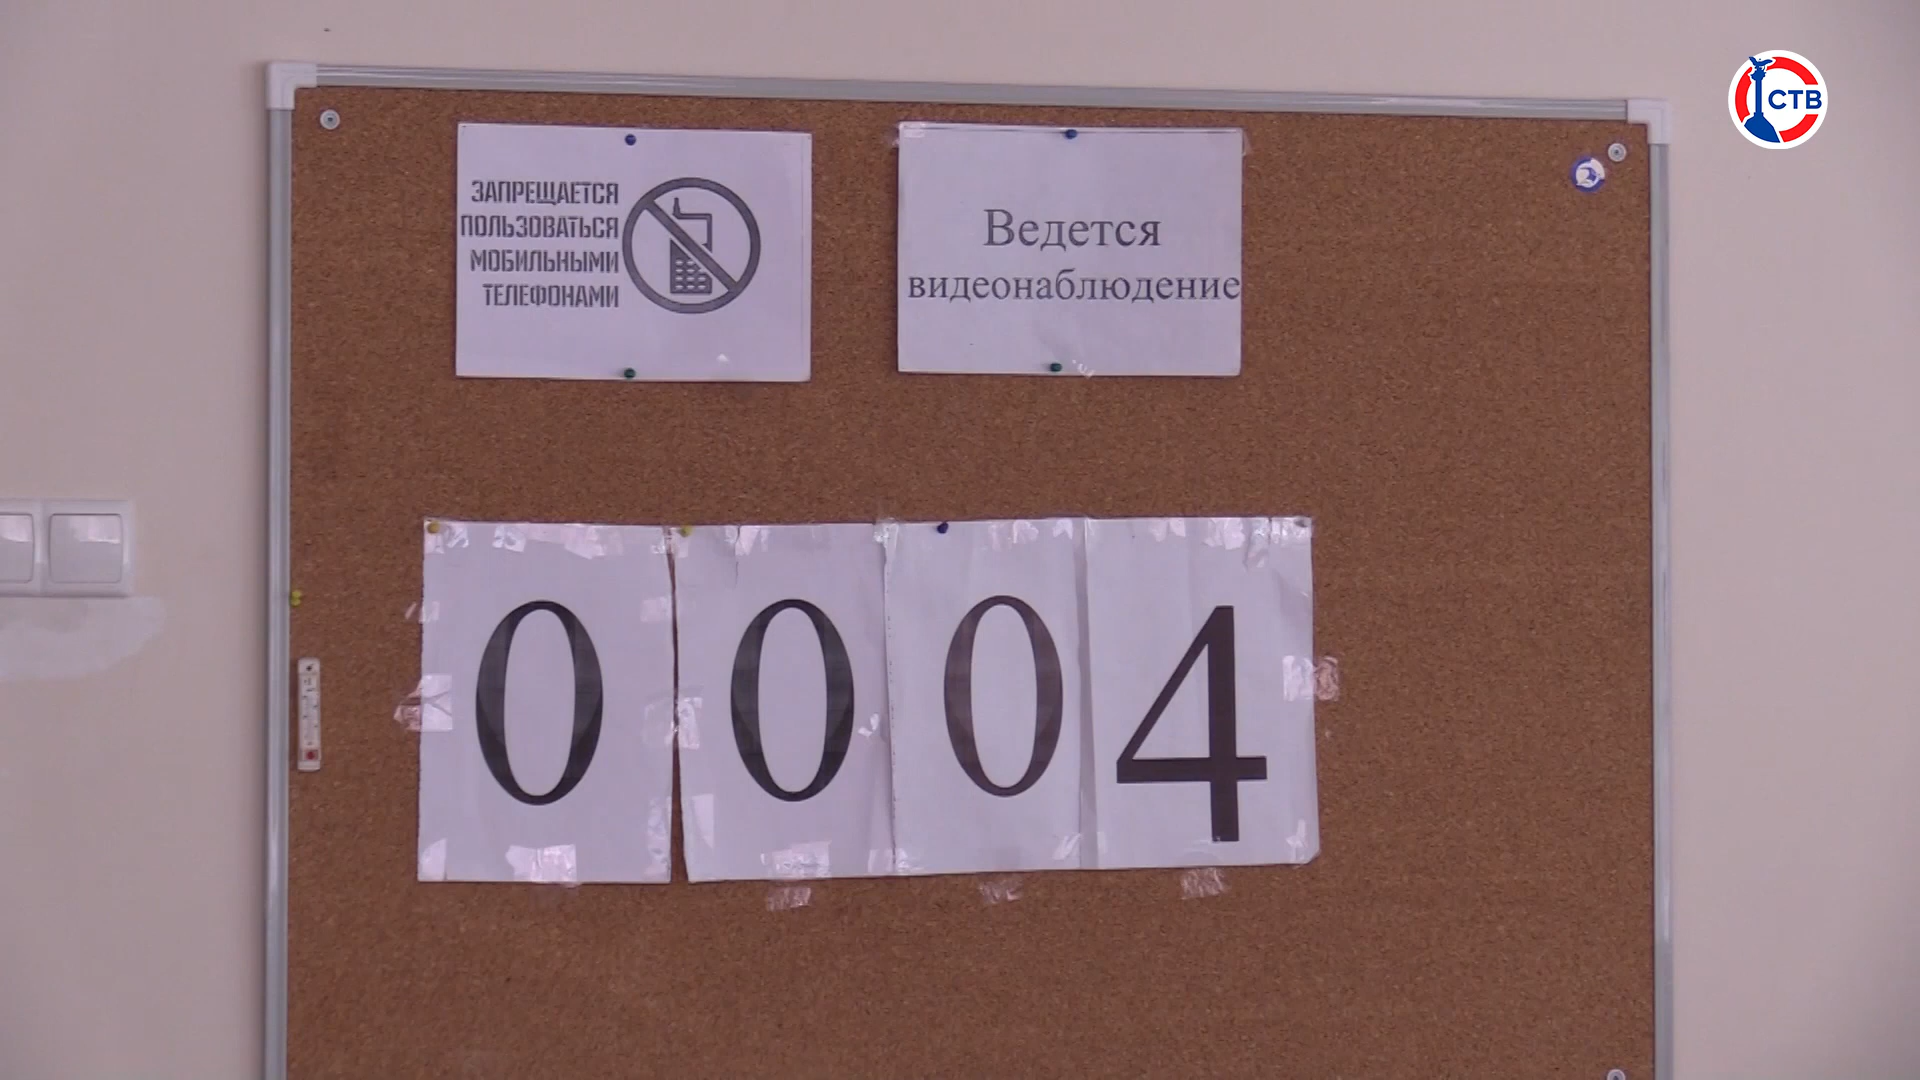 СТВ
ЗАПРЕЩАЕТСЯ
ПОЛЬЗОВАТЬСЯ
МОБИЛЬНЫМИ
ТЕЛЕФОНАМИ
Ведется
видеонаблюдение
0004